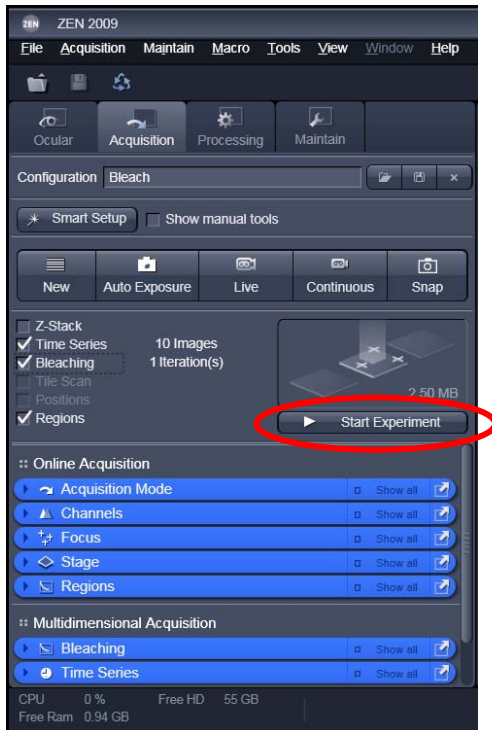 ZEN ZEN 2009
File Acquisition Maintain Macro Tools View Window Help
Ocular Acquisition Processing Maintain
Configuration Bleach
Smart Setup Show manual tools
New Auto Exposure Live Continuous Snap
Z-Stack
Time Series 10 Images
Bleaching 1 Iteration(s)
Tile Scan
Positions 2.50 MB
Regions Start Experiment
Online Acquisition
Acquisition Mode Show all
Channels Show all
Focus Show all
Stage Show all
Regions Show all
Multidimensional Acquisition
Bleaching Show all
Time Series Show all
CPU 0 % Free HD 55 GB
Free Ram 0.94 GB